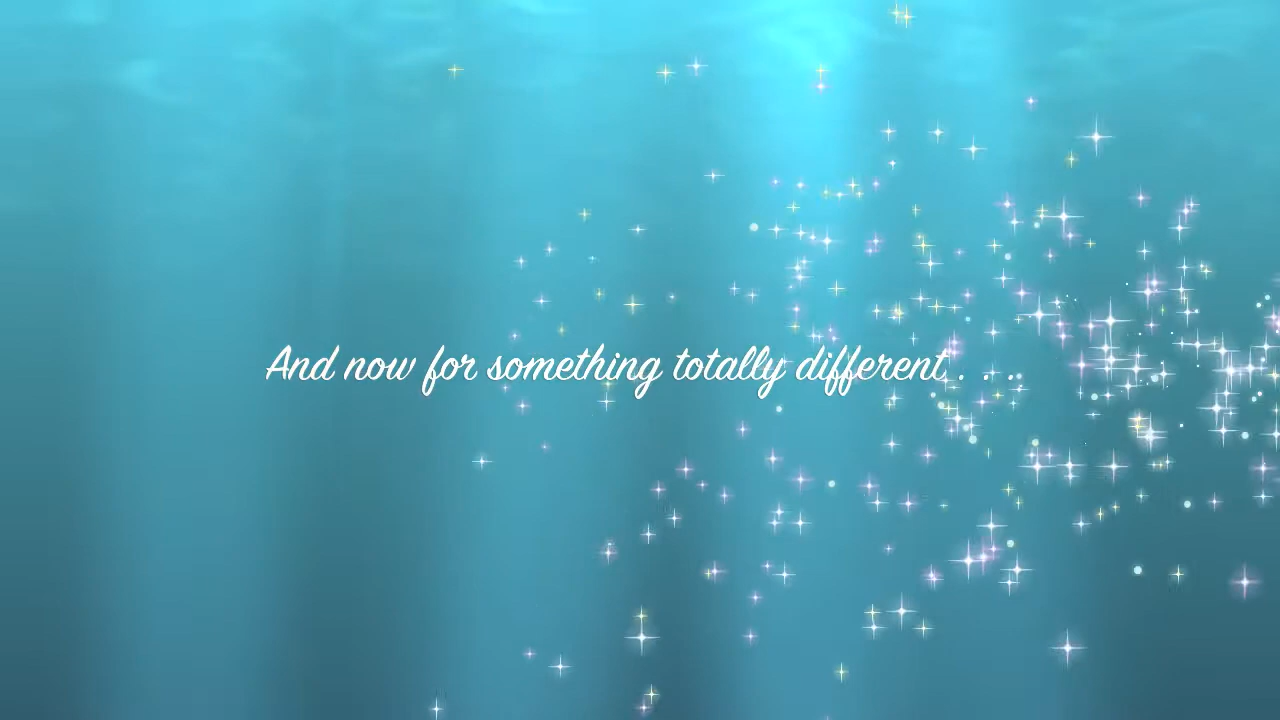 And now for something totally different . . .